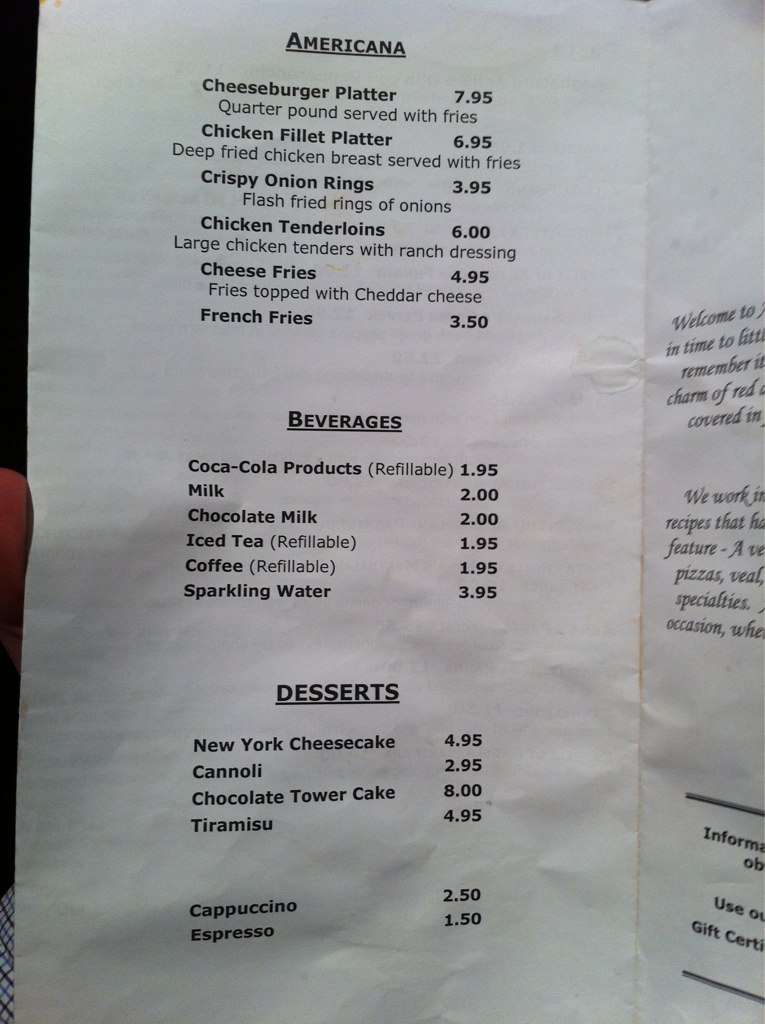 AMERICANA
Cheeseburger Platter 7.95
Quarter pound served with fries
Chicken Fillet Platter 6.95
Deep fried chicken breast served with fries
Crispy Onion Rings 3.95
Flash fried rings of onions
Chicken Tenderloins 6.00
Large chicken tenders with ranch dressing
Cheese Fries 4.95
Fries topped with Cheddar cheese
French Fries 3.50
BEVERAGES
Coca-Cola Products (Refillable) 1.95
Milk 2.00
Chocolate Milk 2.00
Iced Tea (Refillable) 1.95
Coffee (Refillable) 1.95
Sparkling Water 3.95
DESSERTS
New York Cheesecake 4.95
Cannoli 2.95
Chocolate Tower Cake 8.00
Tiramisu 4.95
Cappuccino 2.50
Espresso 1.50
Welcome to
in time to
remember it
charm of red
covered in
We work in
recipes that
feature - A
pizzas, veal,
specialties.
occasion,
Use
Gift